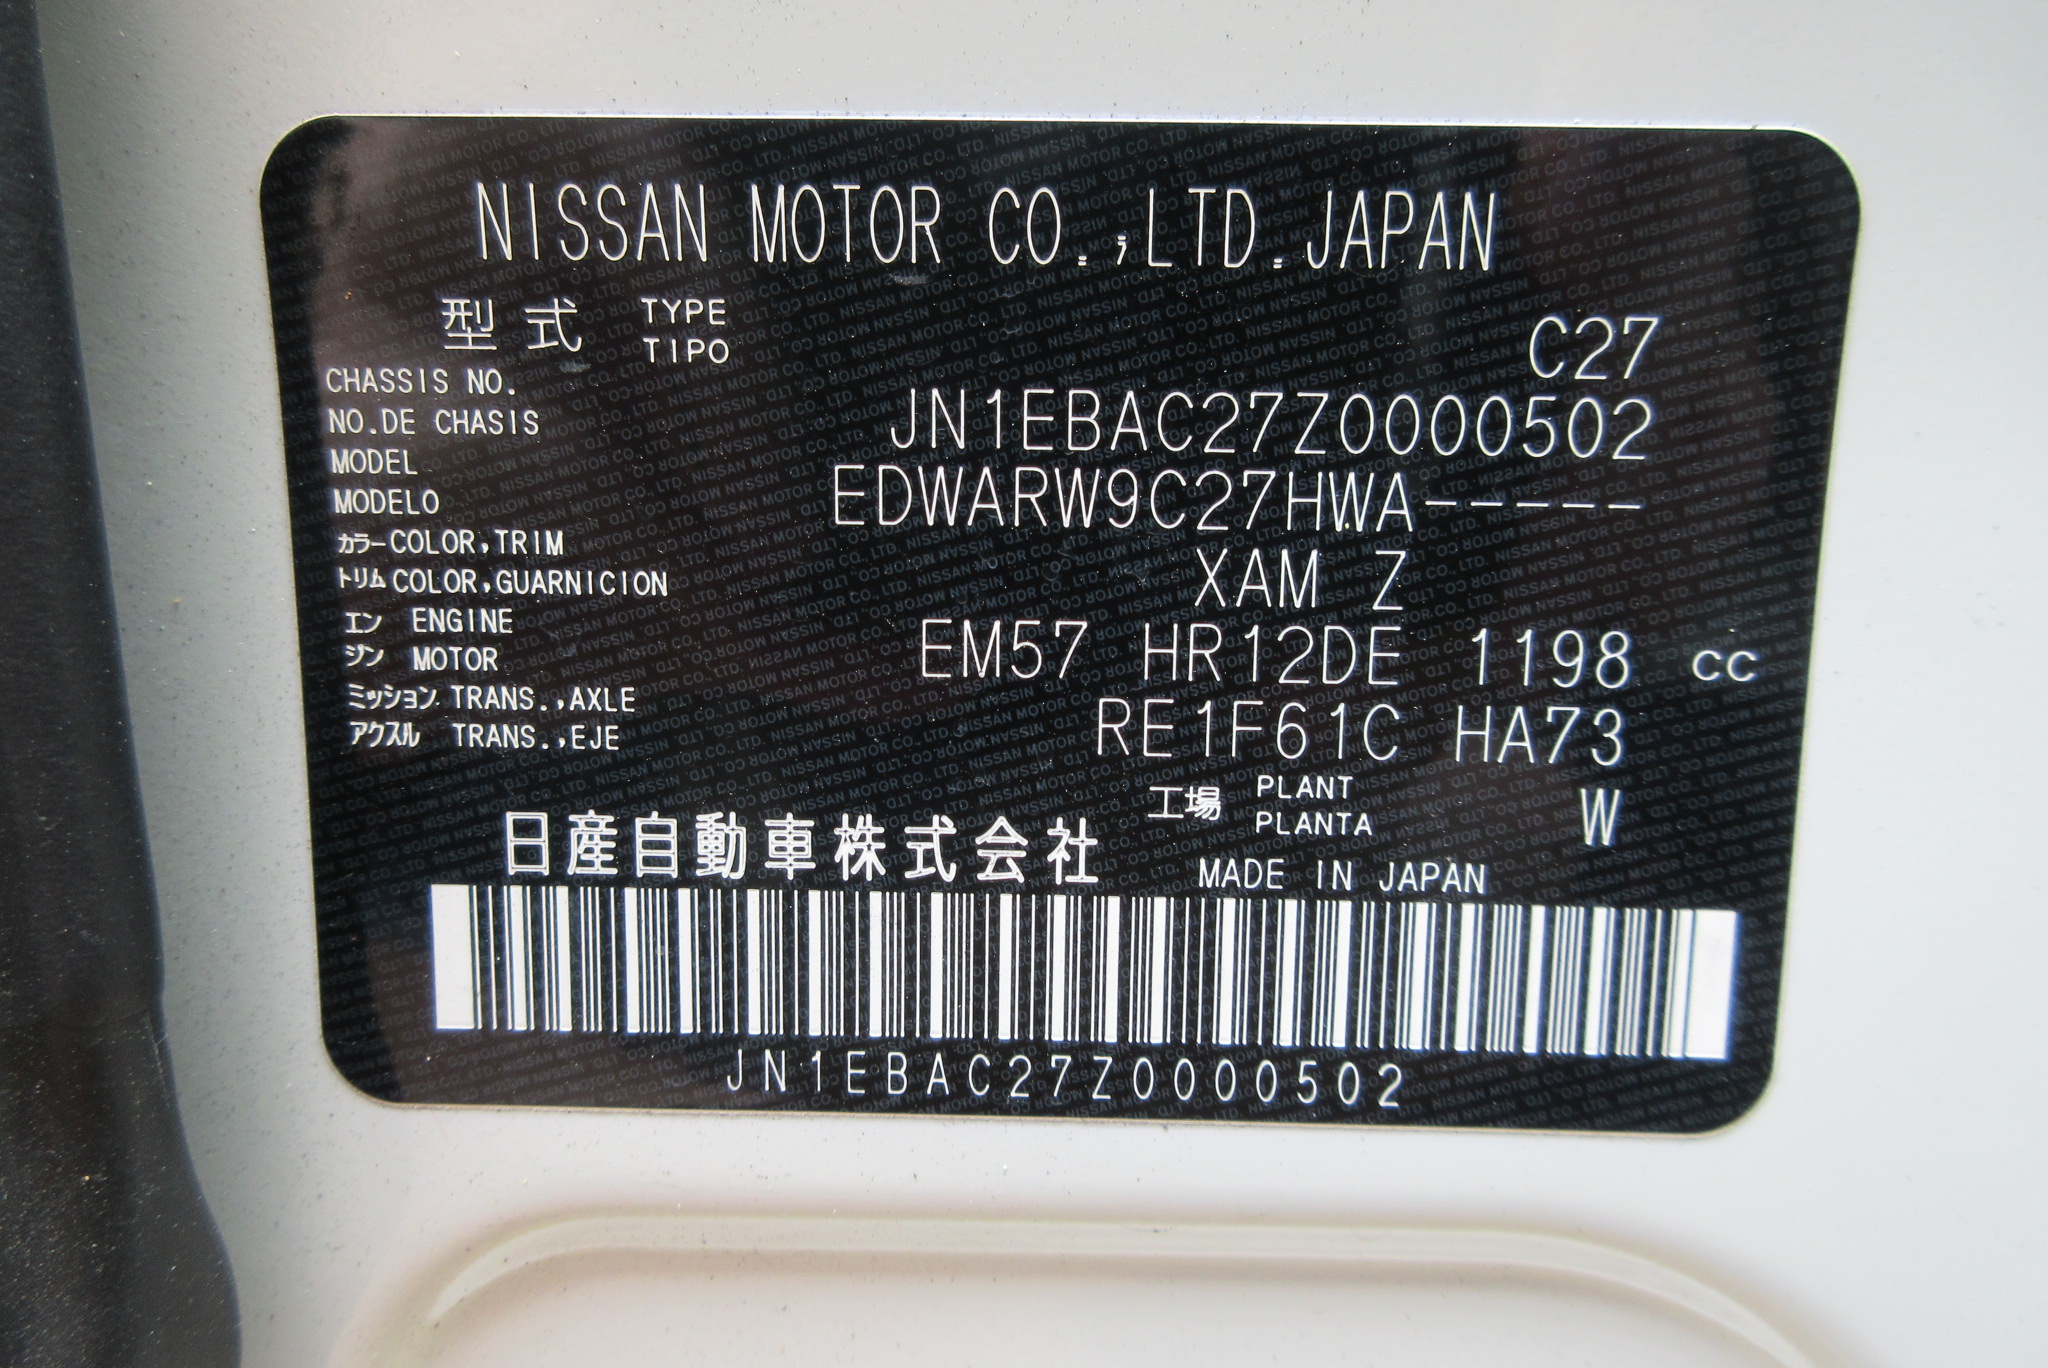 NISSAN MOTOR CO.,LTD.JAPAN
型式 TYPE TIPO C27
CHASSIS NO.
NO.DE CHASIS JN1EBAC27Z0000502
MODEL
MODELO EDWARW9C27HWA-----
カラー COLOR,TRIM
トリム COLOR,GUARNICION XAM Z
エン ENGINE
ジン MOTOR EM57 HR12DE 1198 CC
ミッション. TRANS.,AXLE
アクスル TRANS.,EJE RE1F61C HA73
工場 PLANT PLANTA W
日産自動車株式会社 MADE IN JAPAN
JN1EBAC27Z0000502